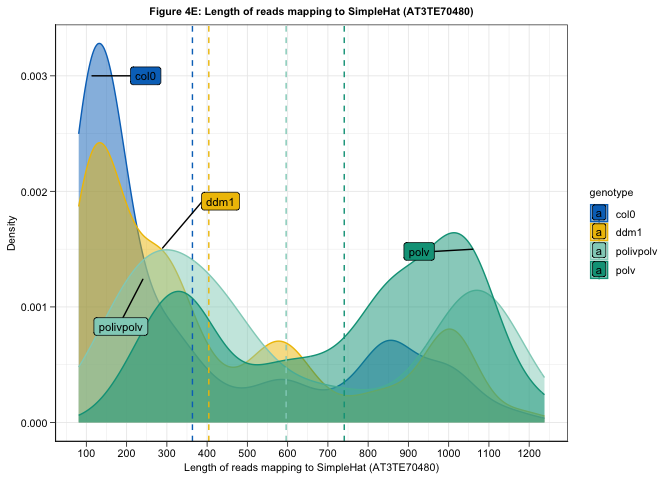 Figure 4E: Length of reads mapping to SimpleHat (AT3TE70480)
0.003
0.002
0.001
0.000
Density
col0
ddm1
polivpolv
polv
100 200 300 400 500 600 700 800 900 1000 1100 1200
Length of reads mapping to SimpleHat (AT3TE70480)
genotype
a col0
a ddm1
a polivpolv
a polv